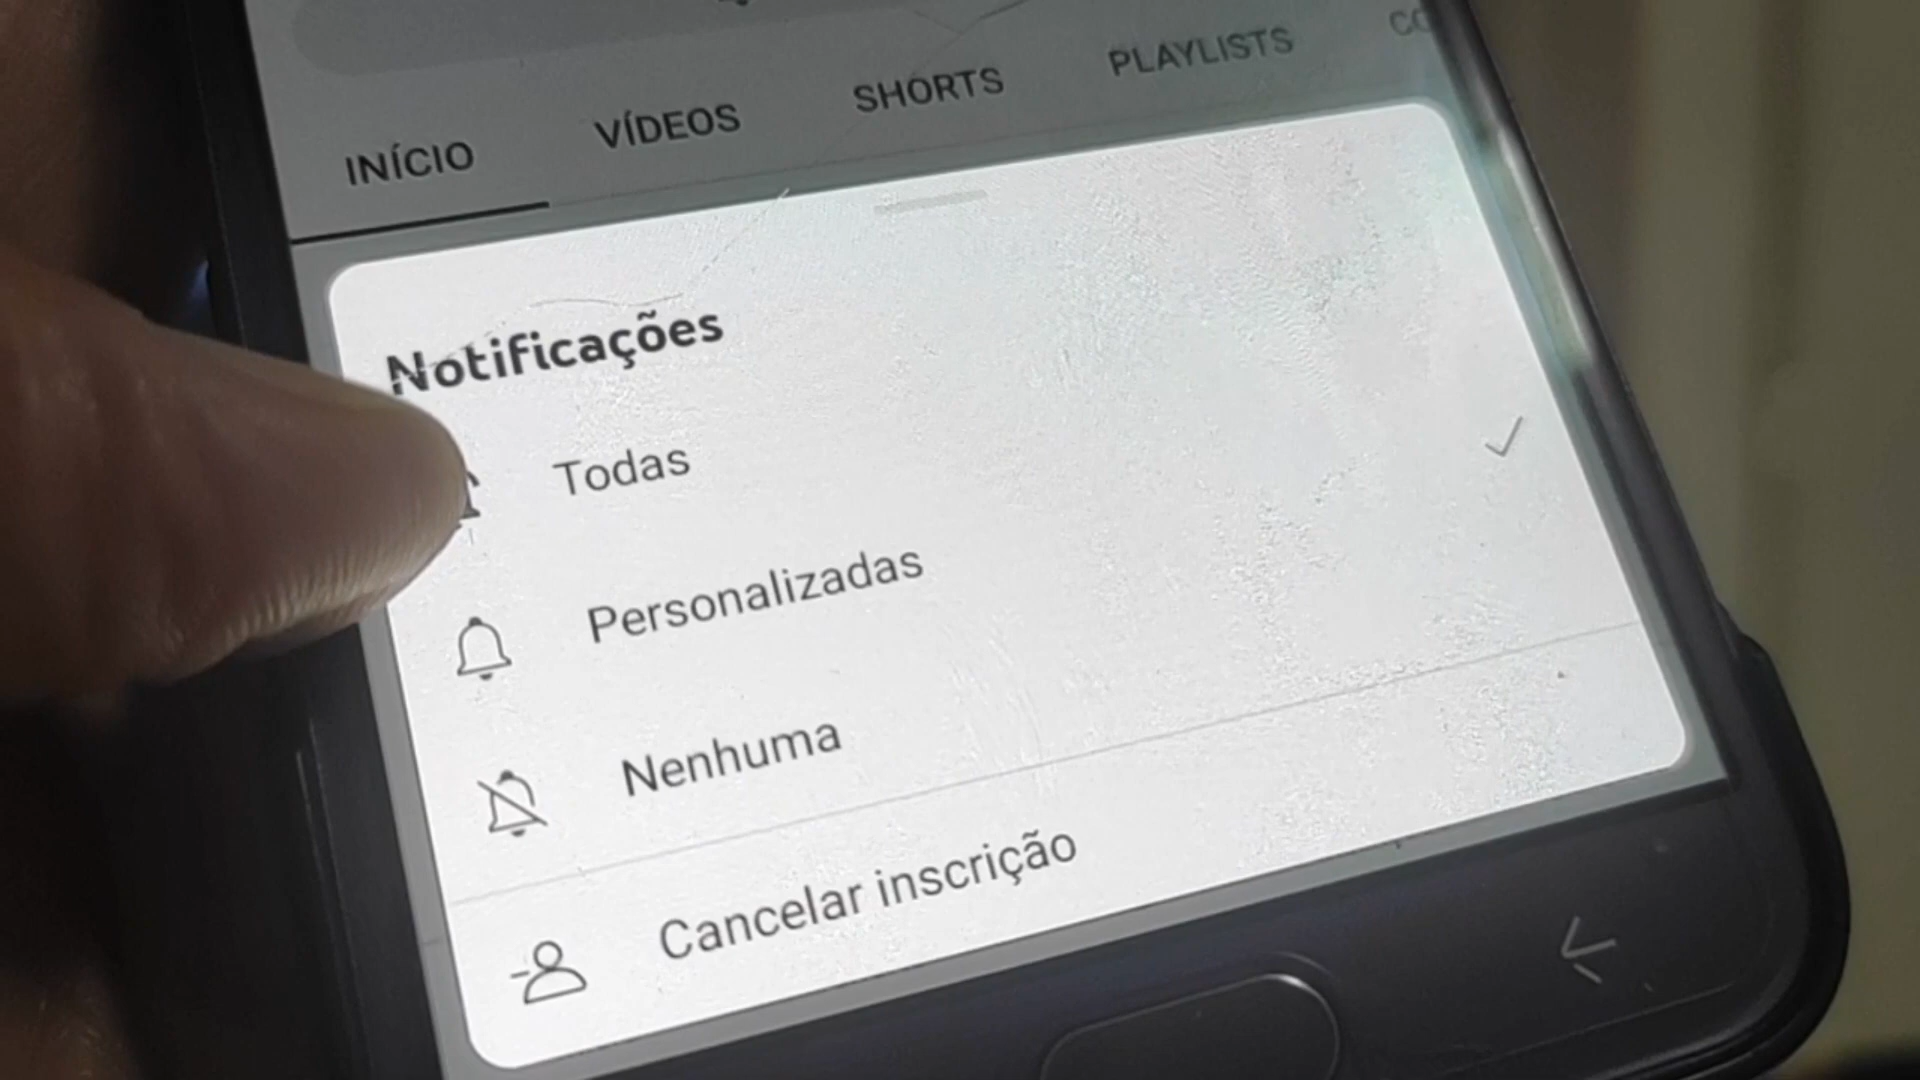 INÍCIO VÍDEOS SHORTS PLAYLISTS
Notificações
Todas
Personalizadas
Nenhuma
Cancelar inscrição